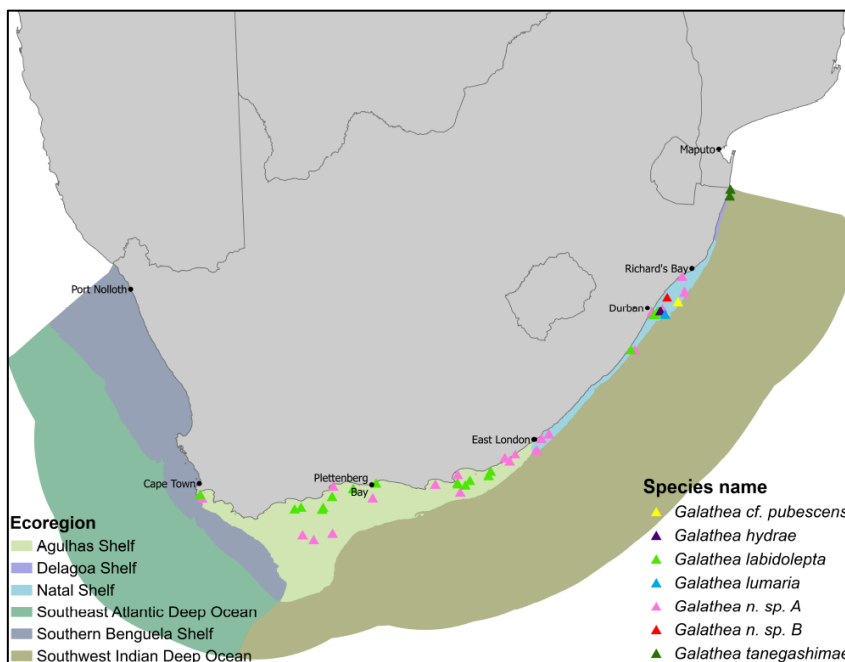 Maputo
Richard's Bay
Port Nolloth
Durban
East London
Cape Town
Plettenberg
Bay
Ecoregion
Agulhas Shelf
Delagoa Shelf
Natal Shelf
Southeast Atlantic Deep Ocean
Southern Benguela Shelf
Southwest Indian Deep Ocean
Species name
Galathea cf. pubescens
Galathea hydrae
Galathea labidolepta
Galathea lumaria
Galathea n. sp. A
Galathea n. sp. B
Galathea tanegashimae